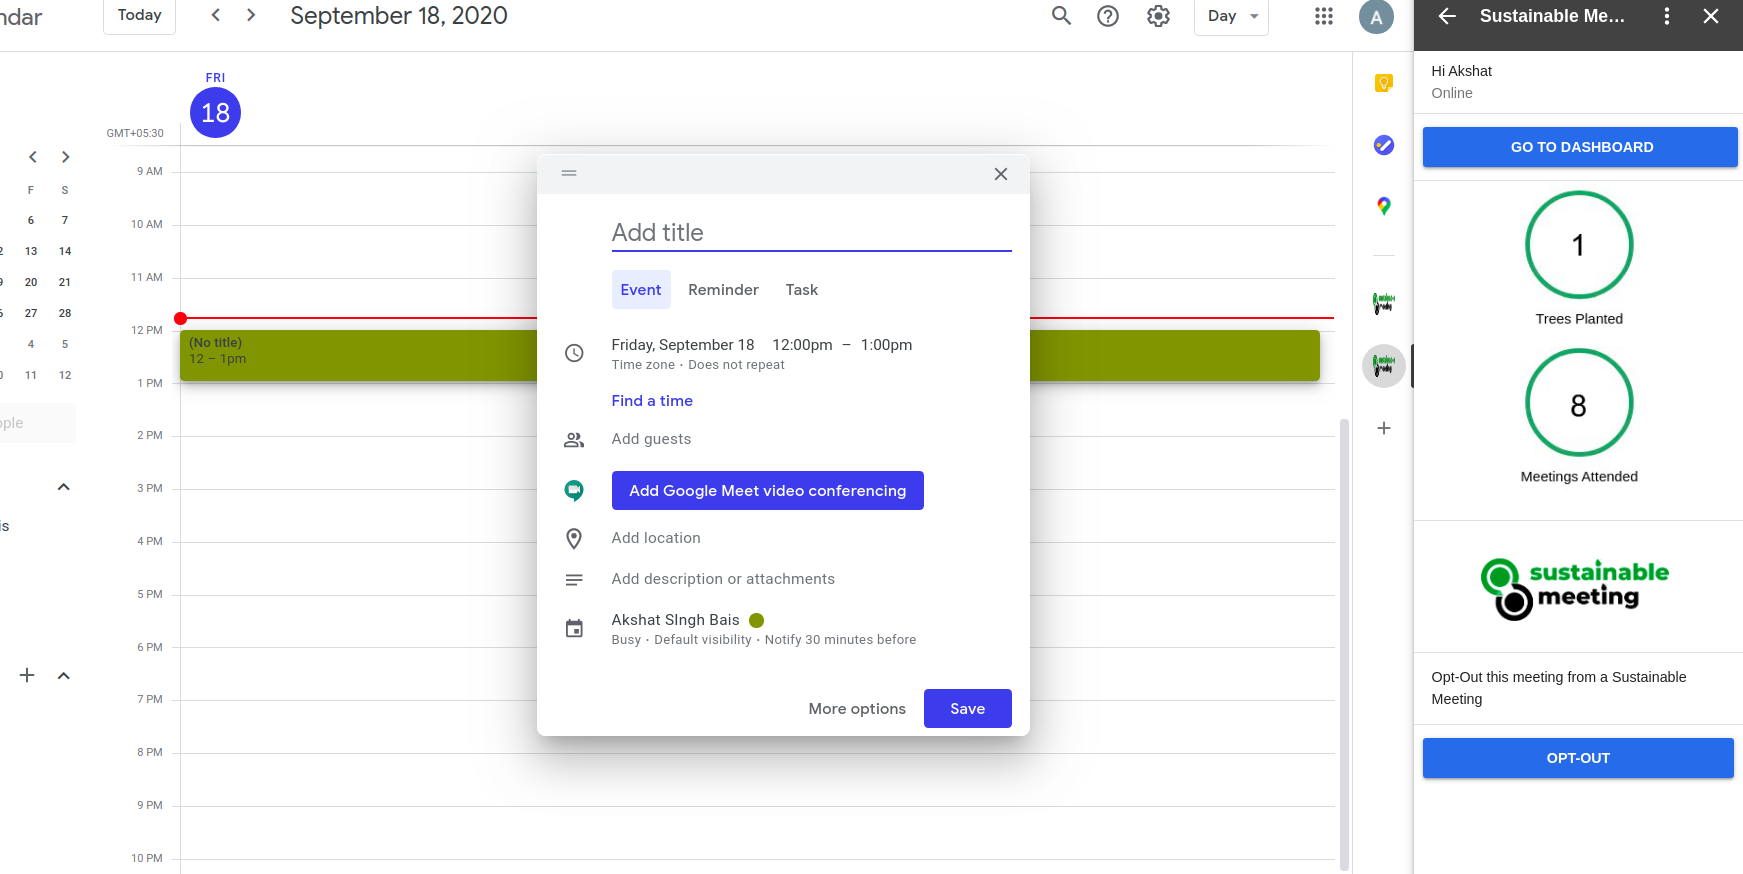 ndar
Today
September 18, 2020
Day
A
FRI
18
GMT+05:30
F S
6 7
2 13 14
9 20 21
6 27 28
4 5
0 11 12
ople
is
9 AM
10 AM
11 AM
12 PM
1 PM
2 PM
3 PM
4 PM
5 PM
6 PM
7 PM
8 PM
9 PM
10 PM
(No title)
12 – 1pm
Add title
Event Reminder Task
Friday, September 18 12:00pm – 1:00pm
Time zone · Does not repeat
Find a time
Add guests
Add Google Meet video conferencing
Add location
Add description or attachments
Akshat SIngh Bais
Busy · Default visibility · Notify 30 minutes before
More options Save
Sustainable Me...
Hi Akshat
Online
GO TO DASHBOARD
1
Trees Planted
8
Meetings Attended
sustainable
meeting
Opt-Out this meeting from a Sustainable
Meeting
OPT-OUT